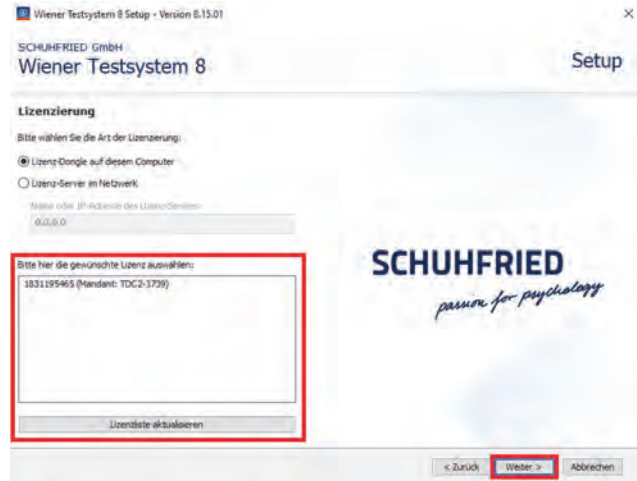 Wiener Testsystem 8 Setup - Version 8.15.01
SCHUHFRIED GmbH
Wiener Testsystem 8
Setup
Lizenzierung
Bitte wählen Sie die Art der Lizenzierung:
Lizenz-Dongle auf diesem Computer
Lizenz-Server im Netzwerk
Name oder IP-Adresse des Lizenz-Servers:
0.0.0.0
Bitte hier die gewünschte Lizenz auswählen:
1831195465 (Mandant: TDC2-3739)
Lizenzliste aktualisieren
SCHUHFRIED
passion for psychology
< Zurück
Weiter >
Abbrechen